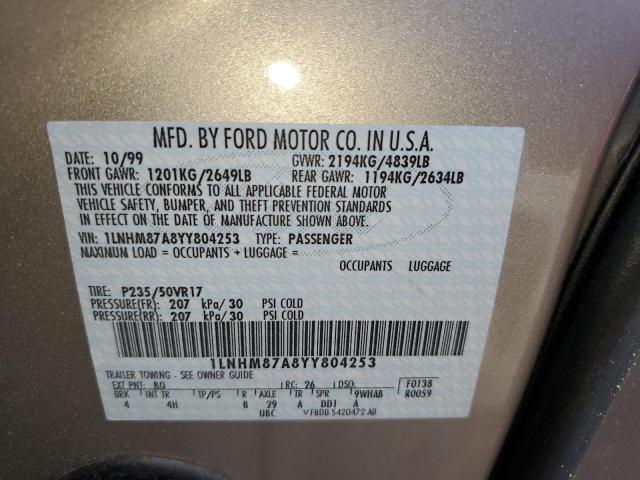 MFD. BY FORD MOTOR CO. IN U.S.A.
DATE: 10/99 GVWR: 2194KG/4839LB
FRONT GAWR: 1201KG/2649LB REAR GAWR: 1194KG/2634LB
THIS VEHICLE CONFORMS TO ALL APPLICABLE FEDERAL MOTOR
VEHICLE SAFETY, BUMPER, AND THEFT PREVENTION STANDARDS
IN EFFECT ON THE DATE OF MANUFACTURE SHOWN ABOVE.
VIN: 1LNHM87A8YY804253 TYPE: PASSENGER
MAXIMUM LOAD = OCCUPANTS + LUGGAGE =
OCCUPANTS LUGGAGE
TIRE: P235/50VR17
PRESSURE(FR): 207 kPa/30 PSI COLD
PRESSURE(RR): 207 kPa/30 PSI COLD
1LNHM87A8YY804253
TRAILER TOWING - SEE OWNER GUIDE
EXT PNT: BQ RC: 26 DSO: F0138
BRK INT TR TP/PS R AXLE TR SPR 9WHAB R0059
4 4H B 29 A DD1 A
UBC F8DB 5420472 AB